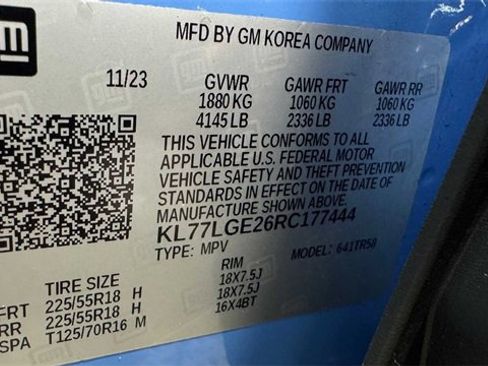 gm
MFD BY GM KOREA COMPANY
11/23 GVWR GAWR FRT GAWR RR
1880 KG 1060 KG 1060 KG
4145 LB 2336 LB 2336 LB
THIS VEHICLE CONFORMS TO ALL
APPLICABLE U.S. FEDERAL MOTOR
VEHICLE SAFETY AND THEFT PREVENTION
STANDARDS IN EFFECT ON THE DATE OF
MANUFACTURE SHOWN ABOVE.
KL77LGE26RC177444
TYPE: MPV MODEL: 641TR58
TIRE SIZE RIM
FRT 225/55R18 H 18X7.5J
RR 225/55R18 H 18X7.5J
SPA T125/70R16 M 16X4BT